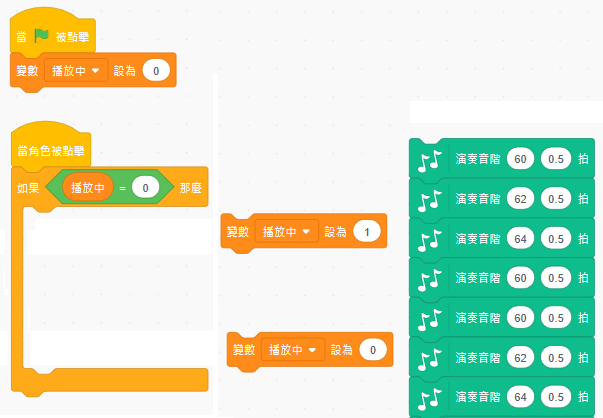 當 被點擊
變數 播放中 設為 0
當角色被點擊
如果 播放中 = 0 那麼
變數 播放中 設為 1
變數 播放中 設為 0
演奏音階 60 0.5 拍
演奏音階 62 0.5 拍
演奏音階 64 0.5 拍
演奏音階 60 0.5 拍
演奏音階 60 0.5 拍
演奏音階 62 0.5 拍
演奏音階 64 0.5 拍